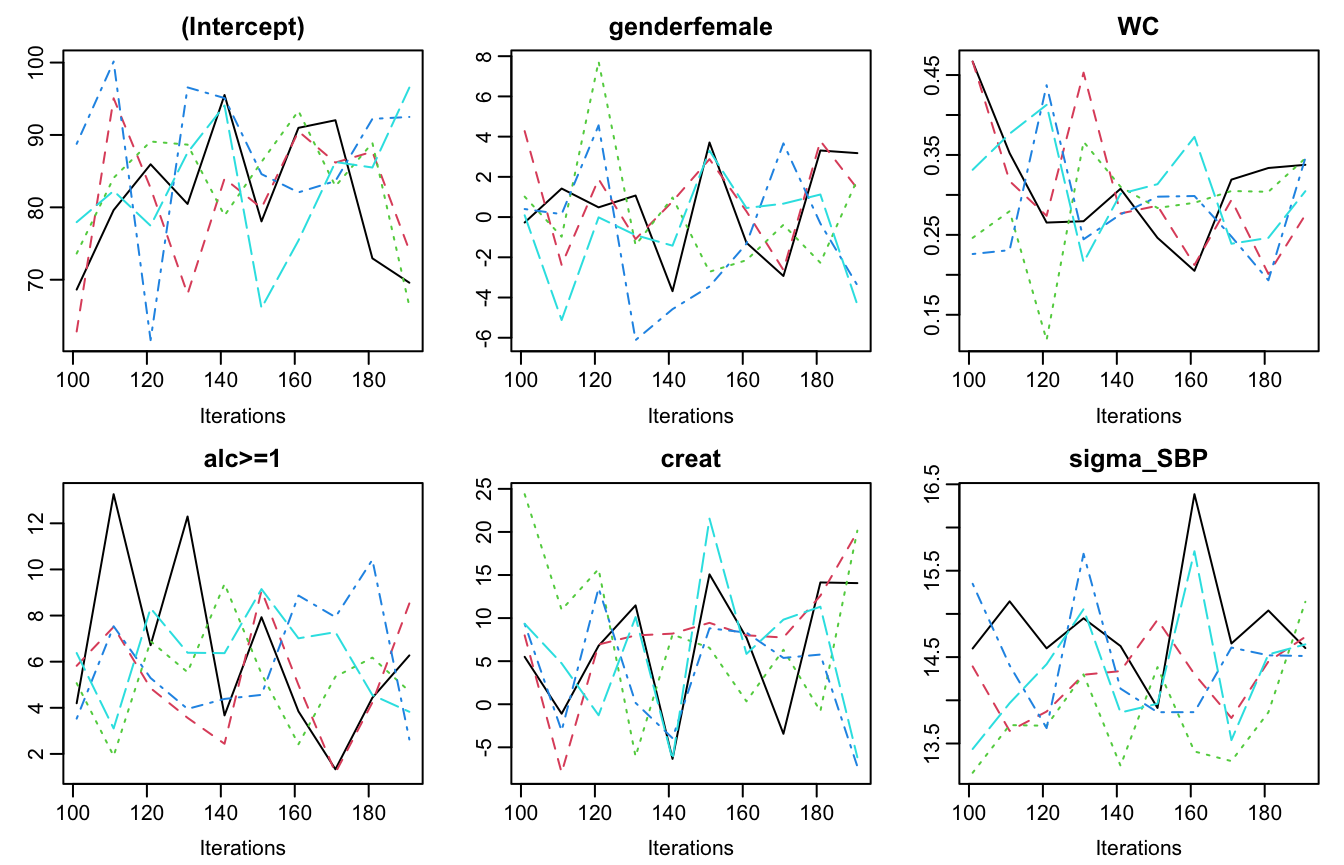 (Intercept)
100
90
80
70
100 120 140 160 180
Iterations
genderfemale
8
6
4
2
0
-2
-4
-6
100 120 140 160 180
Iterations
WC
0.45
0.35
0.25
0.15
100 120 140 160 180
Iterations
alc>=1
12
10
8
6
4
2
100 120 140 160 180
Iterations
creat
25
20
15
10
5
0
-5
100 120 140 160 180
Iterations
sigma_SBP
16.5
15.5
14.5
13.5
100 120 140 160 180
Iterations